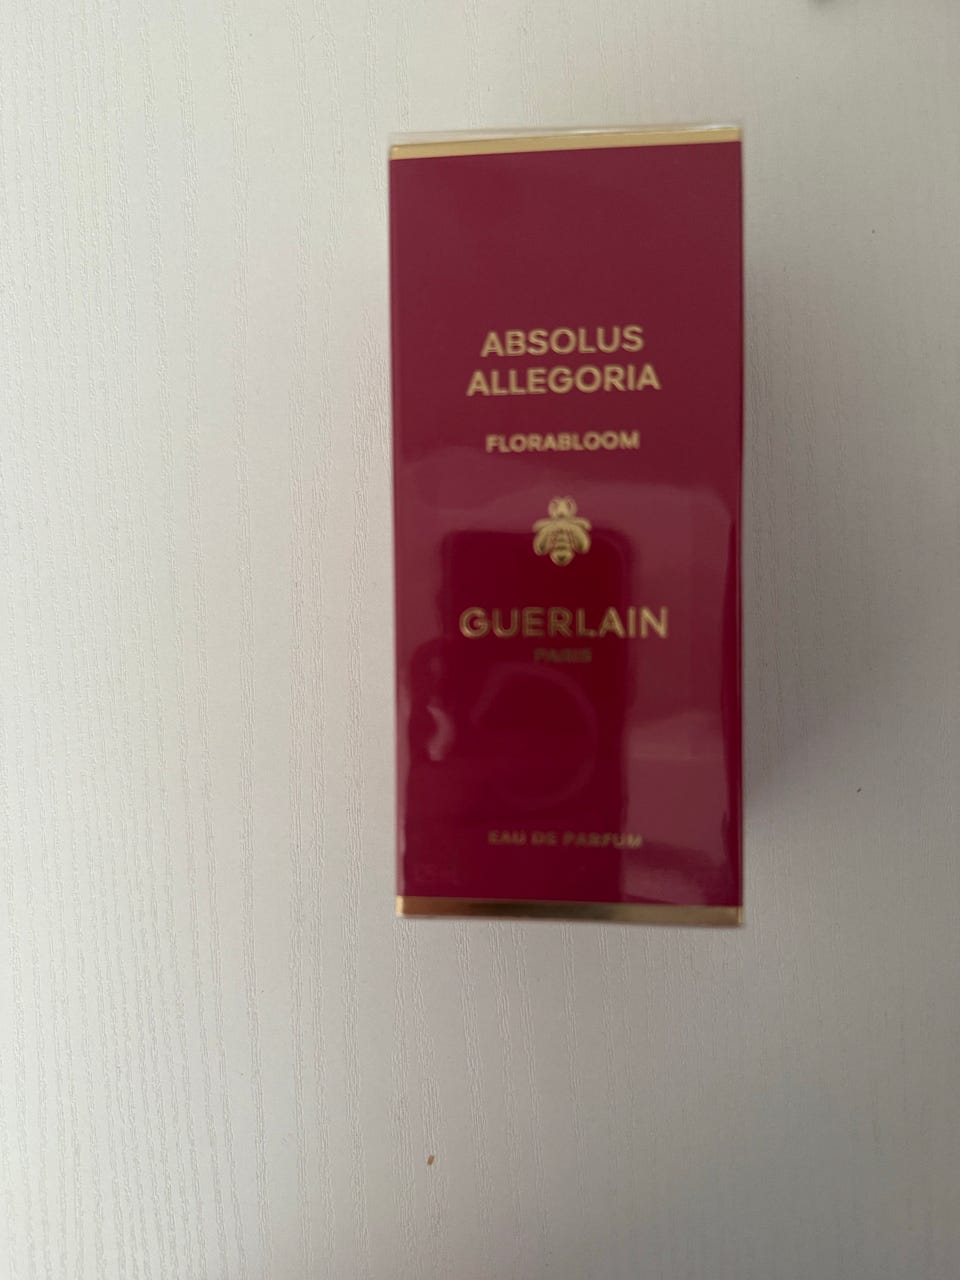 ABSOLUS
ALLEGORIA
FLORABLOOM
GUERLAIN
PARIS
EAU DE PARFUM